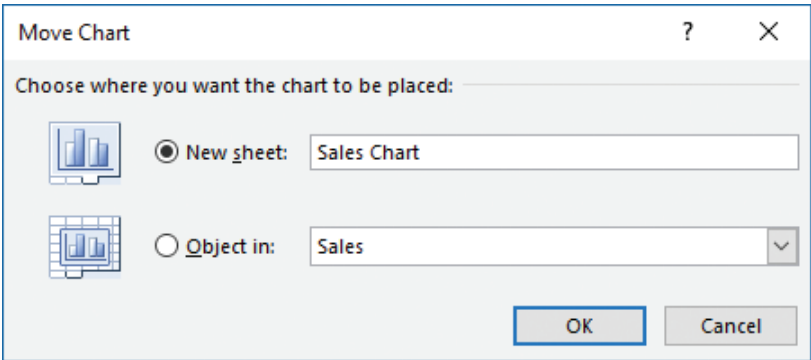 Move Chart ?
Choose where you want the chart to be placed:
New sheet: Sales Chart
Object in: Sales
OK Cancel